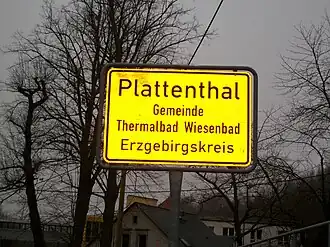 Plattenthal
Gemeinde
Thermalbad Wiesenbad
Erzgebirgskreis